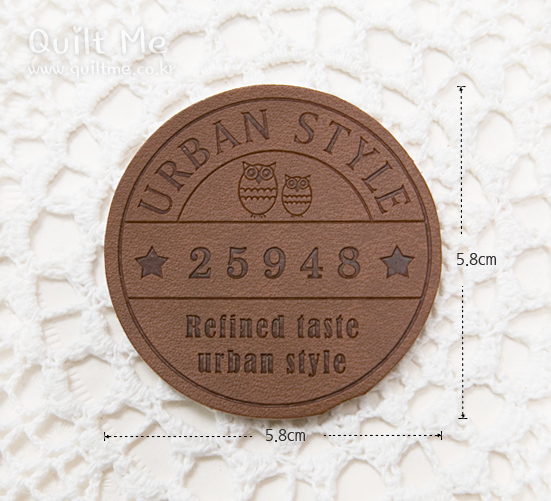 Quilt Me
www.quiltme.co.kr
URBAN STYLE
25948
Refined taste
urban style
5.8cm
5.8cm